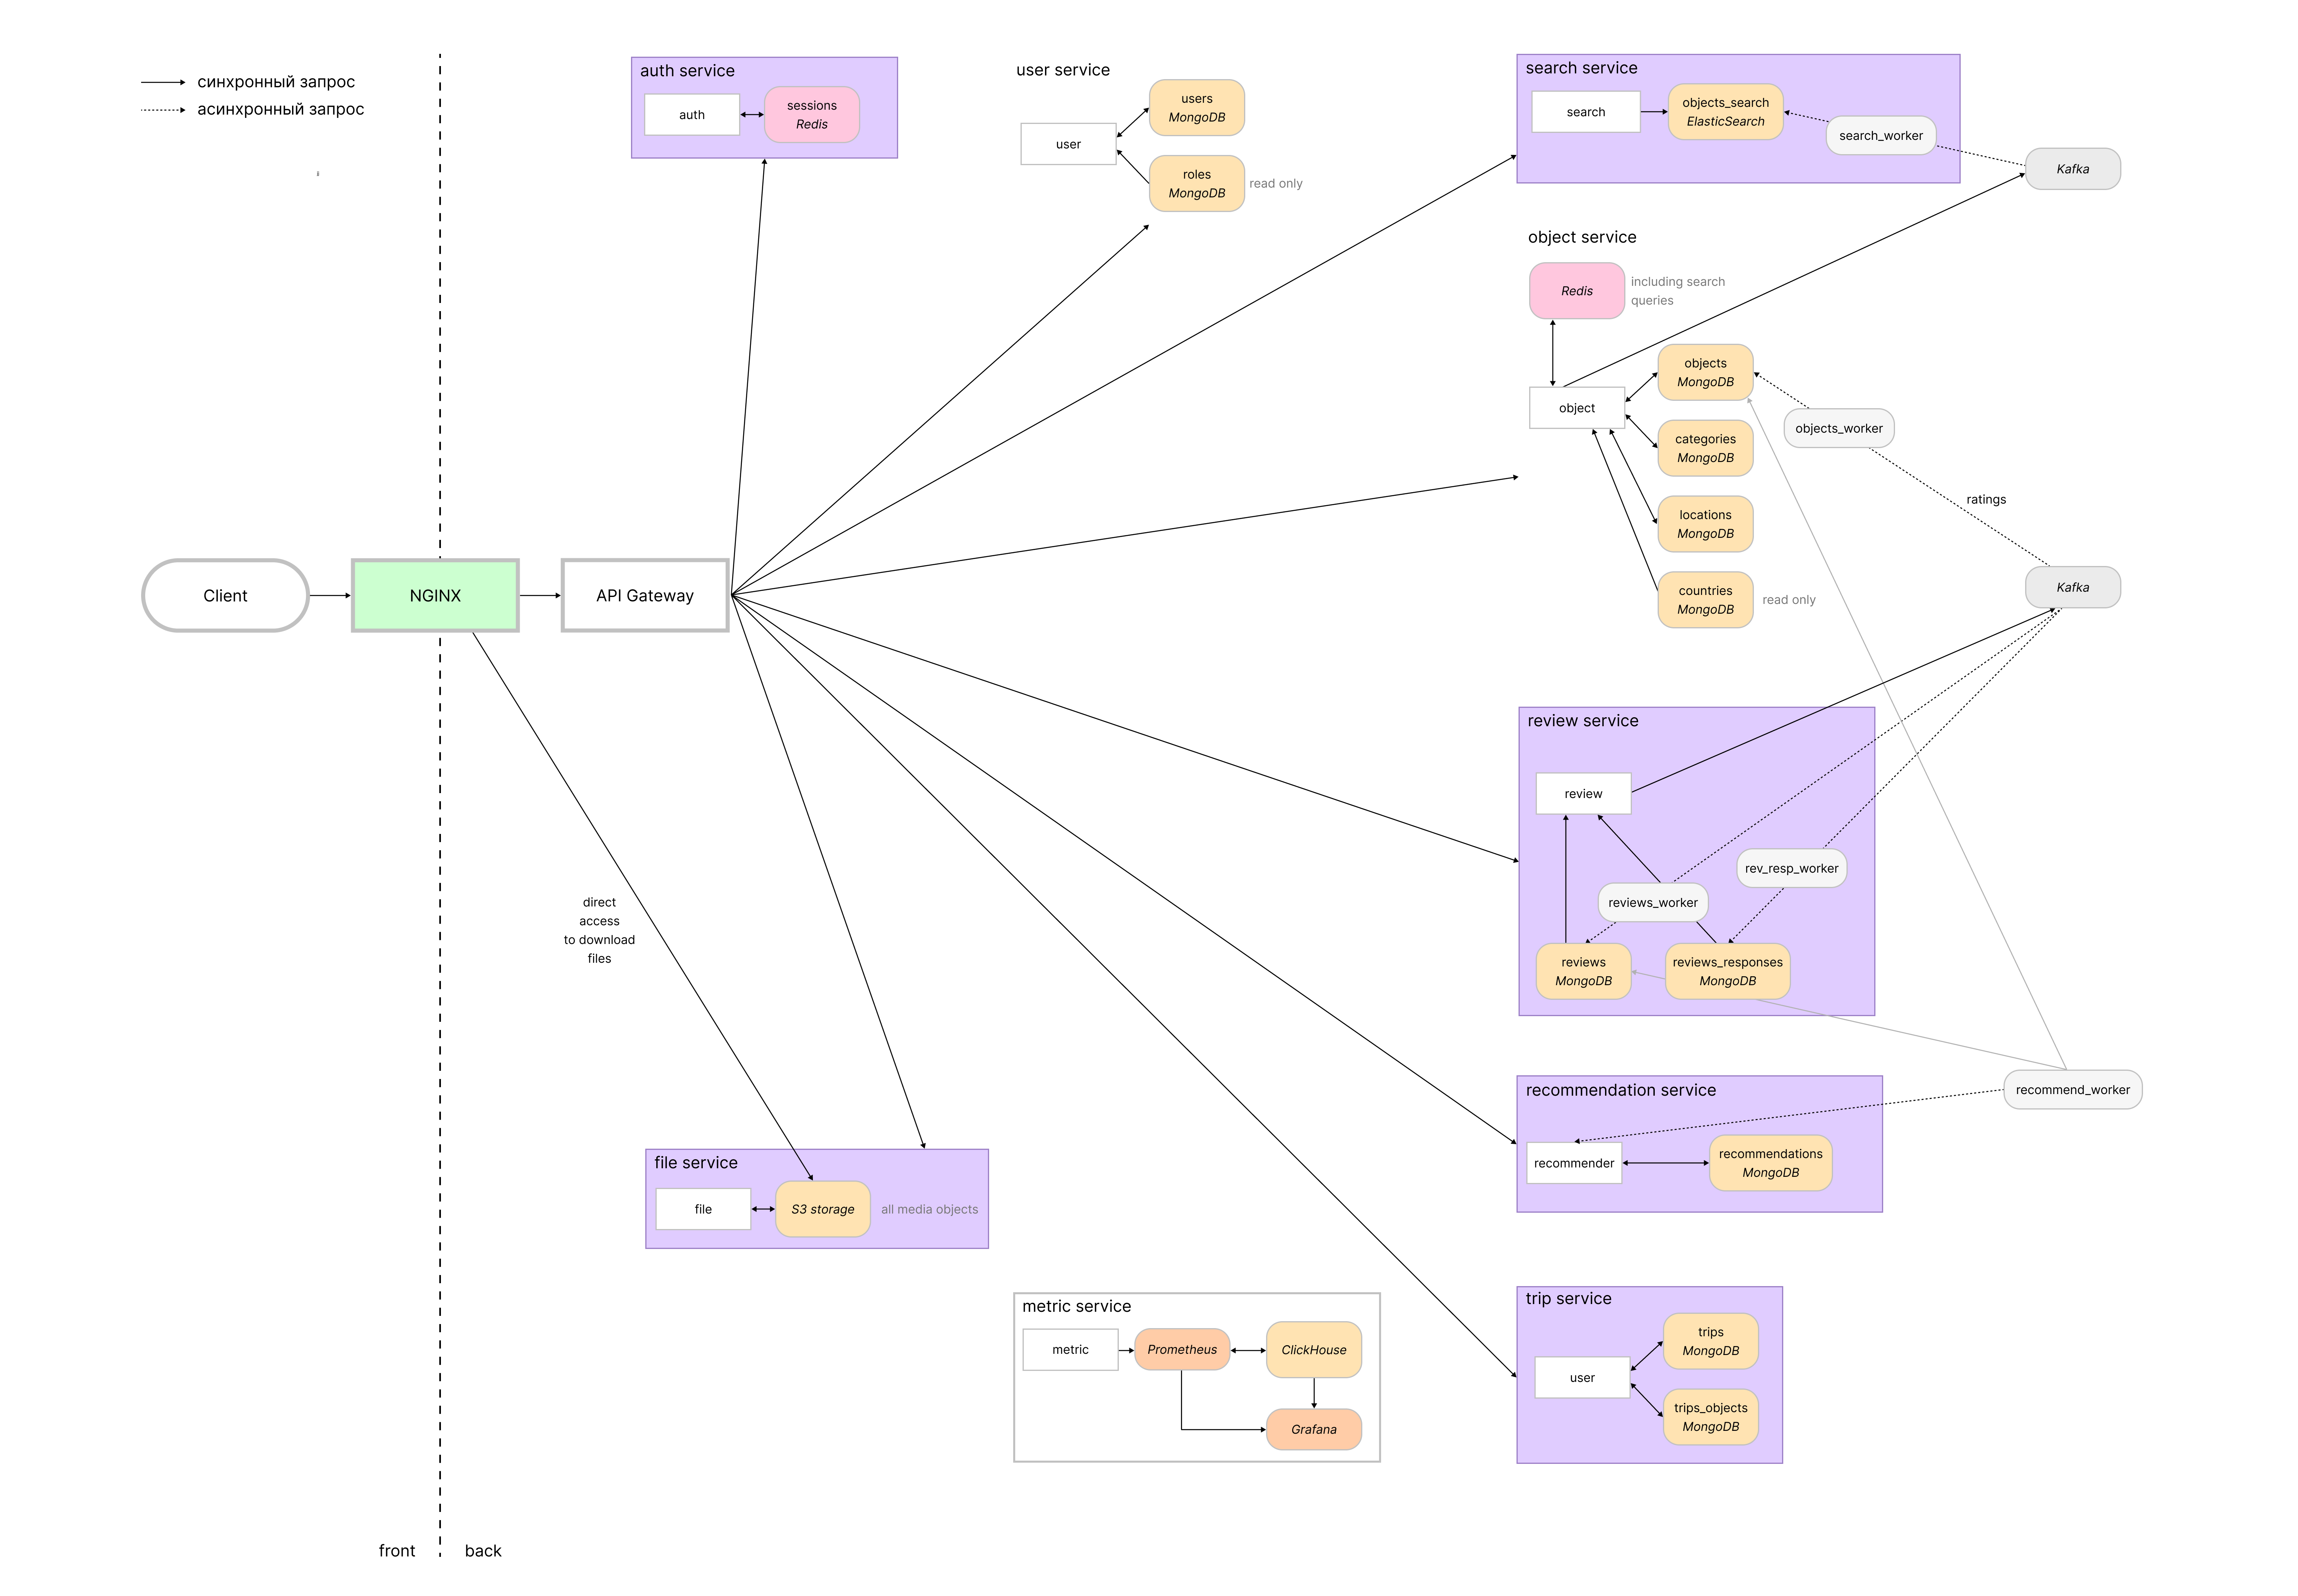 синхронный запрос
асинхронный запрос
auth service
auth
sessions
Redis
user service
user
users
MongoDB
roles
MongoDB
read only
search service
search
objects_search
ElasticSearch
search_worker
Kafka
object service
Redis
including search
queries
object
objects
MongoDB
categories
MongoDB
locations
MongoDB
countries
MongoDB
read only
objects_worker
ratings
Kafka
Client
NGINX
API Gateway
direct
access
to download
files
review service
review
reviews_worker
rev_resp_worker
reviews
MongoDB
reviews_responses
MongoDB
recommend_worker
recommendation service
recommender
recommendations
MongoDB
file service
file
S3 storage
all media objects
metric service
metric
Prometheus
ClickHouse
Grafana
trip service
user
trips
MongoDB
trips_objects
MongoDB
front
back